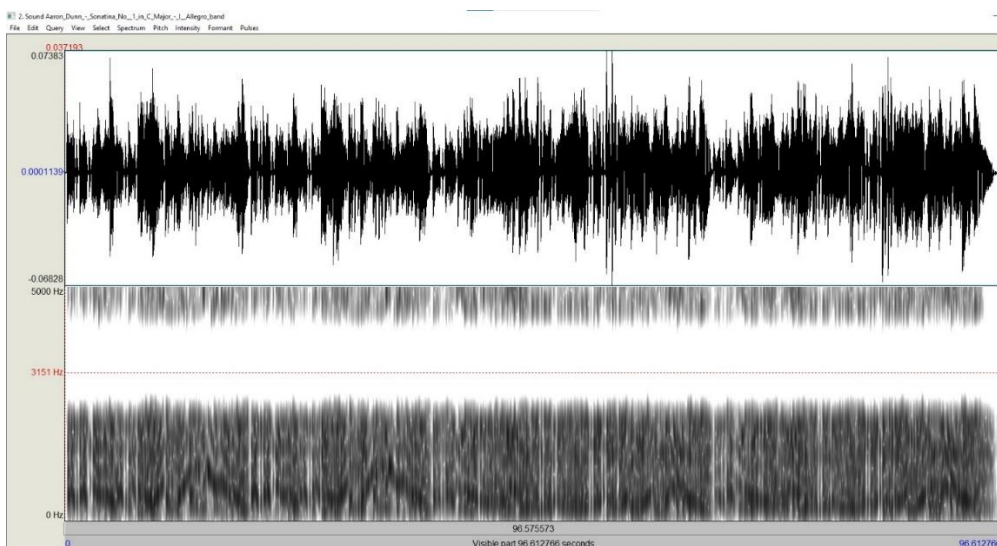 2. Sound Aaron_Dunn_-_Sonatina_No__1_in_C_Major_-_I__Allegro_band
File Edit Query View Select Spectrum Pitch Intensity Formant Pulses
0.037193
0.07383
0.0001139
-0.06828
5000 Hz
3151 Hz
0 Hz
96.575573
0 Visible part 96.612766 seconds 96.612766